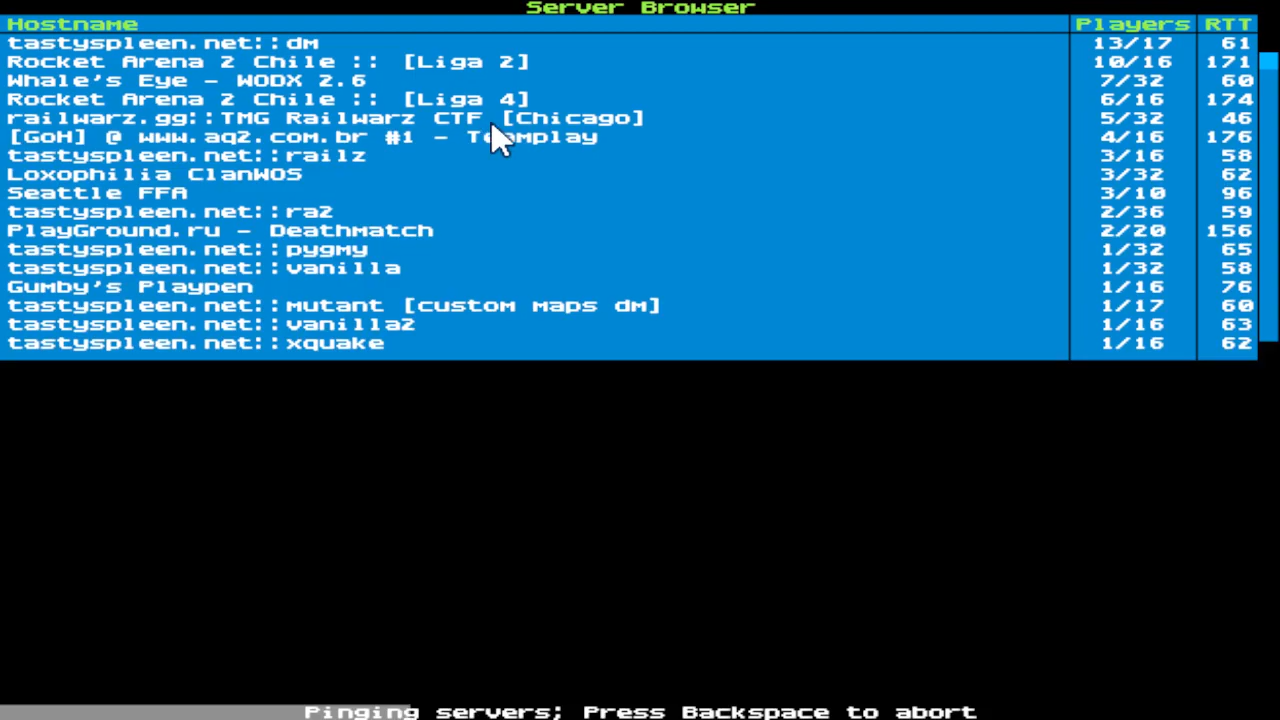 Server Browser
Hostname Players RTT
tastyspleen.net::dm 13/17 61
Rocket Arena 2 Chile :: [Liga 2] 10/16 171
Whale's Eye - WODX 2.6 7/32 60
Rocket Arena 2 Chile :: [Liga 4] 6/16 174
railwarz.gg::TMG Railwarz CTF [Chicago] 5/32 46
[GoH] @ www.aq2.com.br #1 - Teamplay 4/16 176
tastyspleen.net::railz 3/16 58
Loxophilia ClanWOS 3/32 62
Seattle FFA 3/10 96
tastyspleen.net::ra2 2/36 59
PlayGround.ru - Deathmatch 2/20 156
tastyspleen.net::pygmy 1/32 65
tastyspleen.net::vanilla 1/32 58
Gumby's Playpen 1/16 76
tastyspleen.net::mutant [custom maps dm] 1/17 60
tastyspleen.net::vanilla2 1/16 63
tastyspleen.net::xquake 1/16 62
Pinging servers; Press Backspace to abort